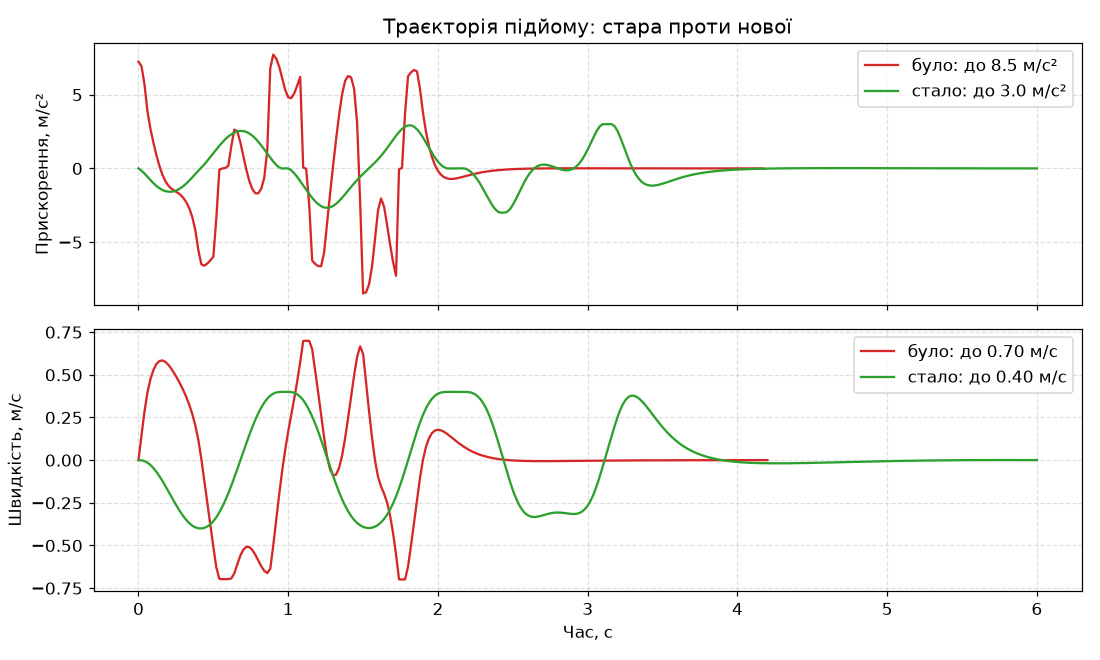 Траєкторія підйому: стара проти нової
було: до 8.5 м/с²
стало: до 3.0 м/с²
Прискорення, м/с²
5
0
−5
було: до 0.70 м/с
стало: до 0.40 м/с
Швидкість, м/с
0.75
0.50
0.25
0.00
−0.25
−0.50
−0.75
0 1 2 3 4 5 6
Час, с